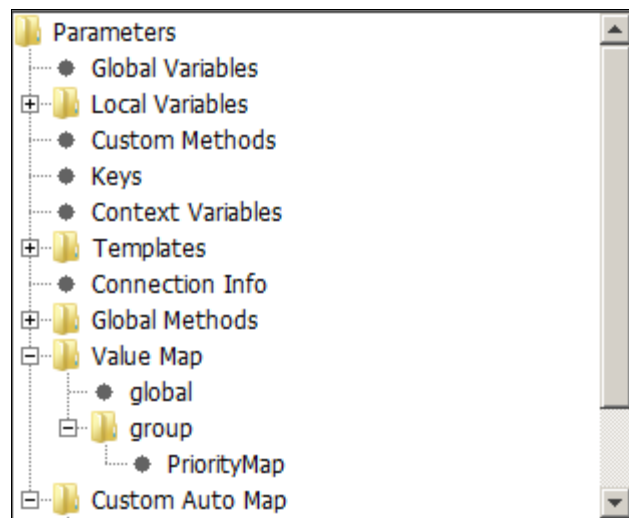 Parameters
Global Variables
Local Variables
Custom Methods
Keys
Context Variables
Templates
Connection Info
Global Methods
Value Map
global
group
PriorityMap
Custom Auto Map